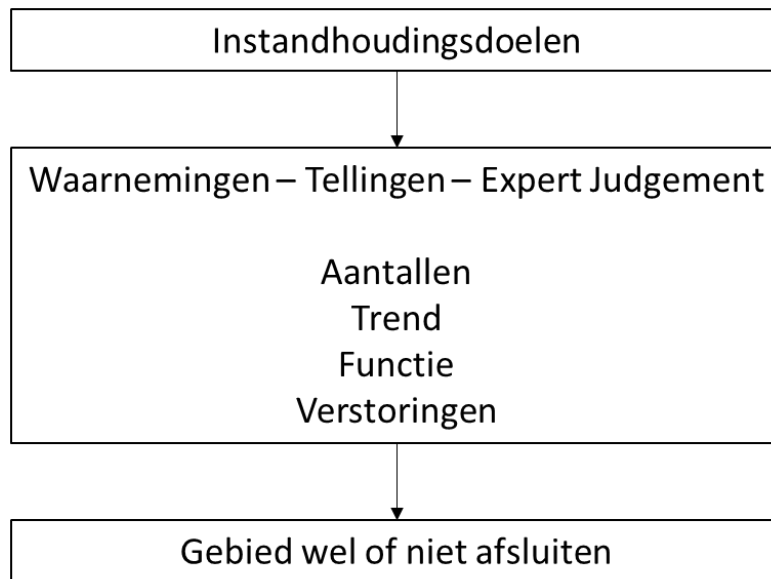 Instandhoudingsdoelen
Waarnemingen – Tellingen – Expert Judgement
Aantallen
Trend
Functie
Verstoringen
Gebied wel of niet afsluiten